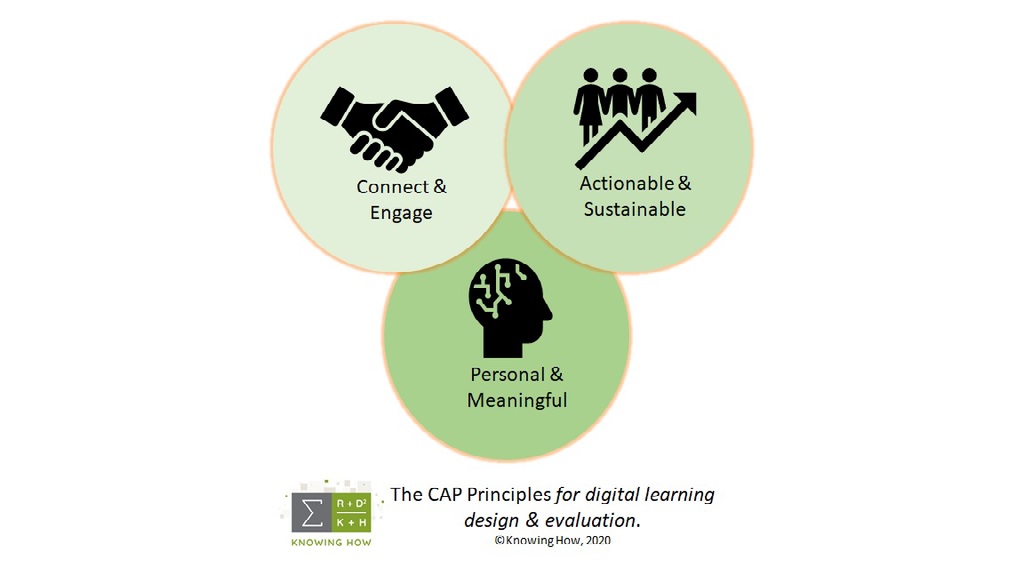 Connect &
Engage
Actionable &
Sustainable
Personal &
Meaningful
Σ
R + D²
K + H
KNOWING HOW
The CAP Principles for digital learning
design & evaluation.
©Knowing How, 2020